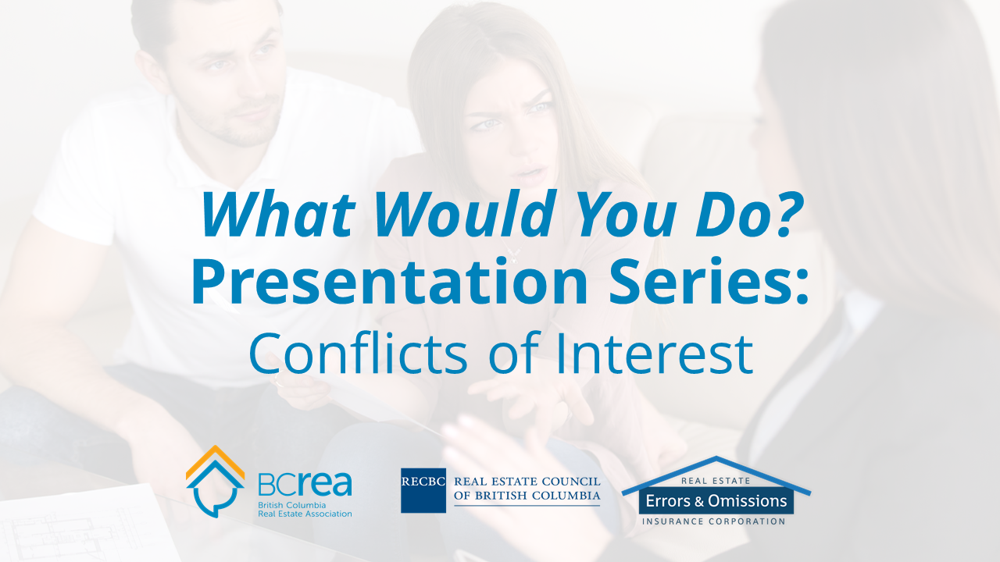 What Would You Do?
Presentation Series:
Conflicts of Interest
BCrea
British Columbia
Real Estate Association
RECBC
REAL ESTATE COUNCIL
OF BRITISH COLUMBIA
REAL ESTATE
Errors & Omissions
INSURANCE CORPORATION